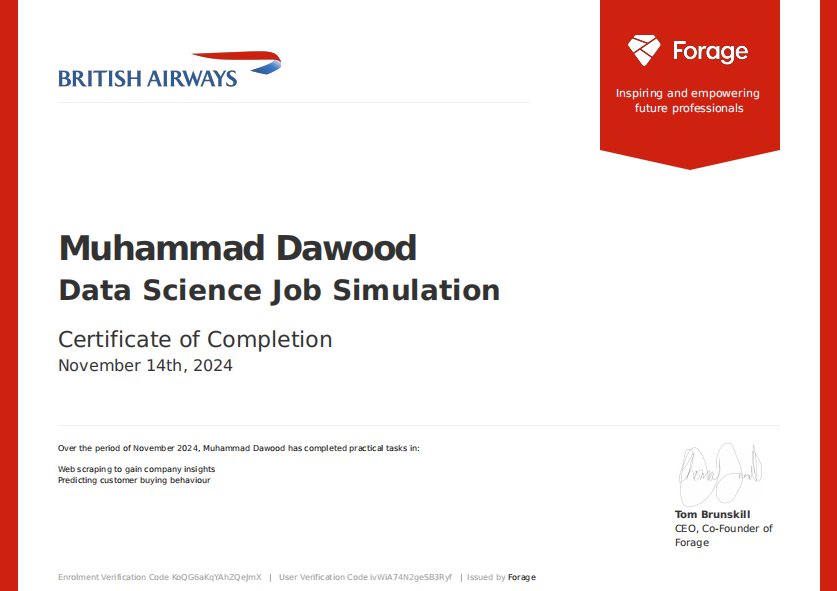 BRITISH AIRWAYS
Forage
Inspiring and empowering
future professionals
Muhammad Dawood
Data Science Job Simulation
Certificate of Completion
November 14th, 2024
Over the period of November 2024, Muhammad Dawood has completed practical tasks in:
Web scraping to gain company insights
Predicting customer buying behaviour
Tom Brunskill
CEO, Co-Founder of
Forage
Enrolment Verification Code KoQG6aKqYAhZQeJmX | User Verification Code ivWiA74N2geSB3Ryf | Issued by Forage